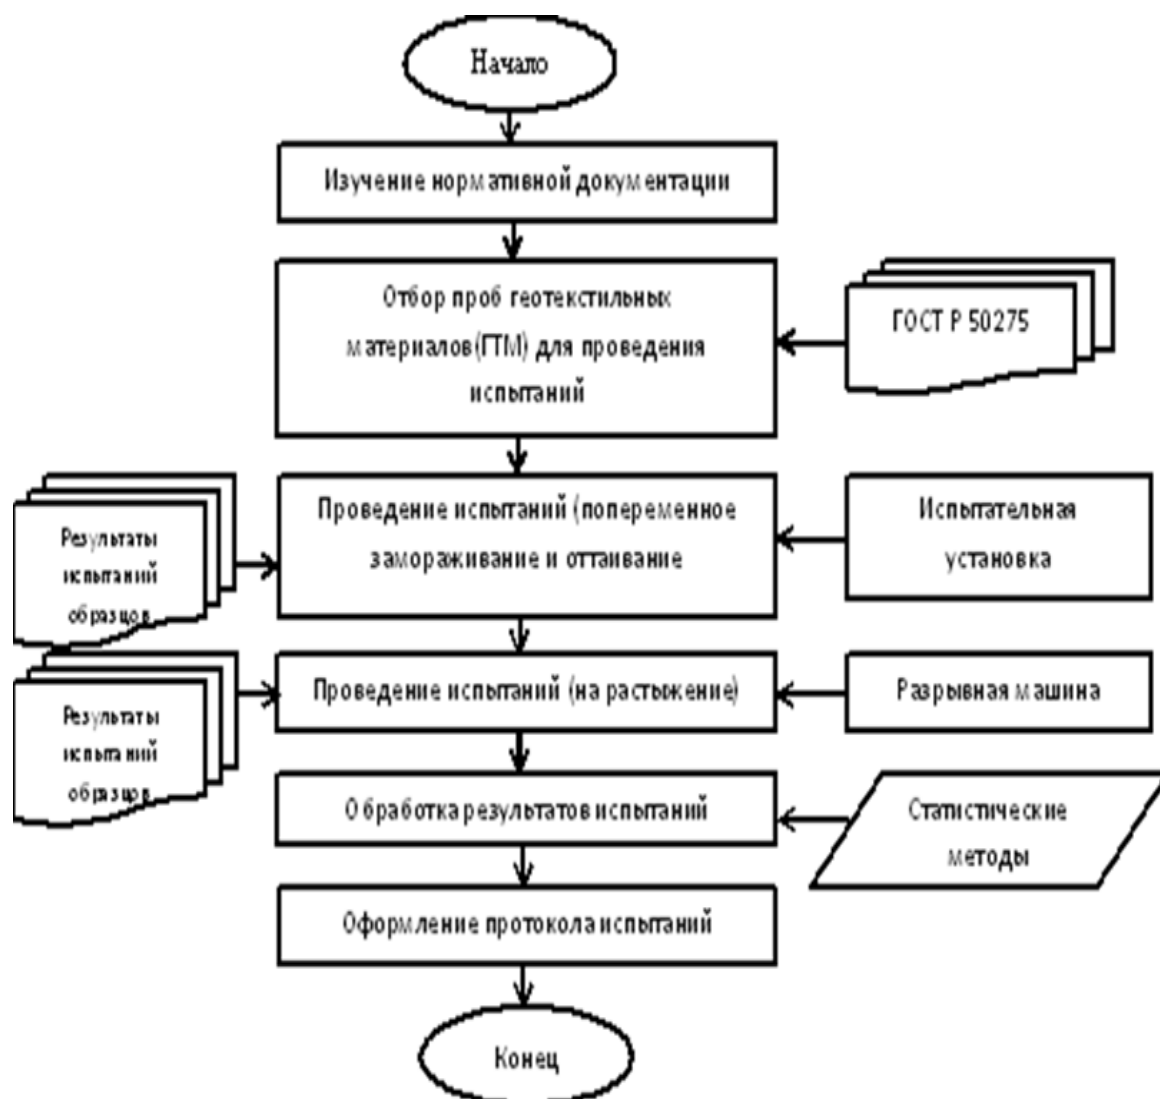 Начало
Изучение нормативной документации
Отбор проб геотекстильных
материалов(ГТМ) для проведения
испытаний
ГОСТ Р 50275
Результаты
испытаний
образцов
Проведение испытаний (попеременное
замораживание и оттаивание
Испытательная
установка
Результаты
испытаний
образцов
Проведение испытаний (на растыжение)
Разрывная машина
Обработка результатов испытаний
Статистические
методы
Оформление протокола испытаний
Конец